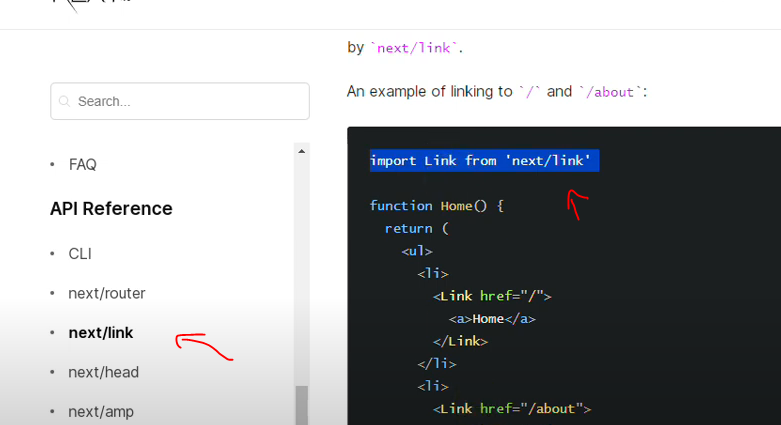 by `next/link`.
Search...
An example of linking to `/` and `/about`:
FAQ
API Reference
CLI
next/router
next/link
next/head
next/amp
import Link from 'next/link'
function Home() {
return (
<ul>
<li>
<Link href="/">
<a>Home</a>
</Link>
</li>
<li>
<Link href="/about">